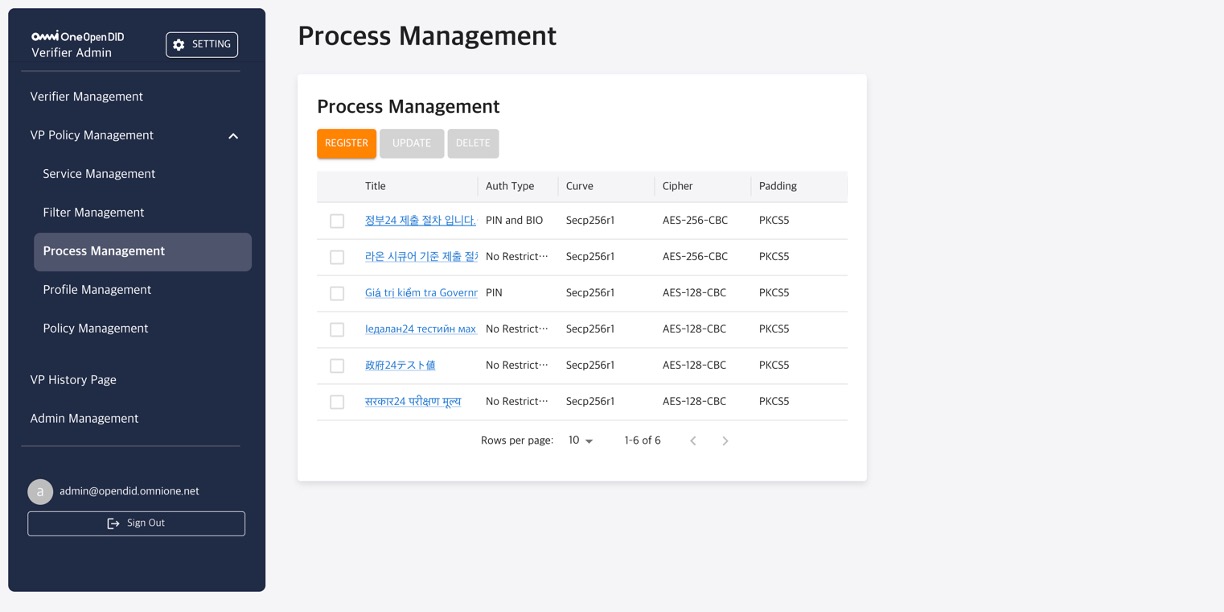 omni One Open DID
Verifier Admin
SETTING
Verifier Management
VP Policy Management
Service Management
Filter Management
Process Management
Profile Management
Policy Management
VP History Page
Admin Management
a
admin@opendid.omnione.net
Sign Out
Process Management
Process Management
REGISTER UPDATE DELETE
Title Auth Type Curve Cipher Padding
정부24 제출 절차 입니다. PIN and BIO Secp256r1 AES-256-CBC PKCS5
라온 시큐어 기준 제출 절차 No Restrict··· Secp256r1 AES-256-CBC PKCS5
Giá trị kiểm tra Governm PIN Secp256r1 AES-128-CBC PKCS5
Ієдалан24 тестийн мах No Restrict··· Secp256r1 AES-128-CBC PKCS5
政府24テスト値 No Restrict··· Secp256r1 AES-128-CBC PKCS5
सरकार24 परीक्षण मूल्य No Restrict··· Secp256r1 AES-128-CBC PKCS5
Rows per page: 10 1-6 of 6